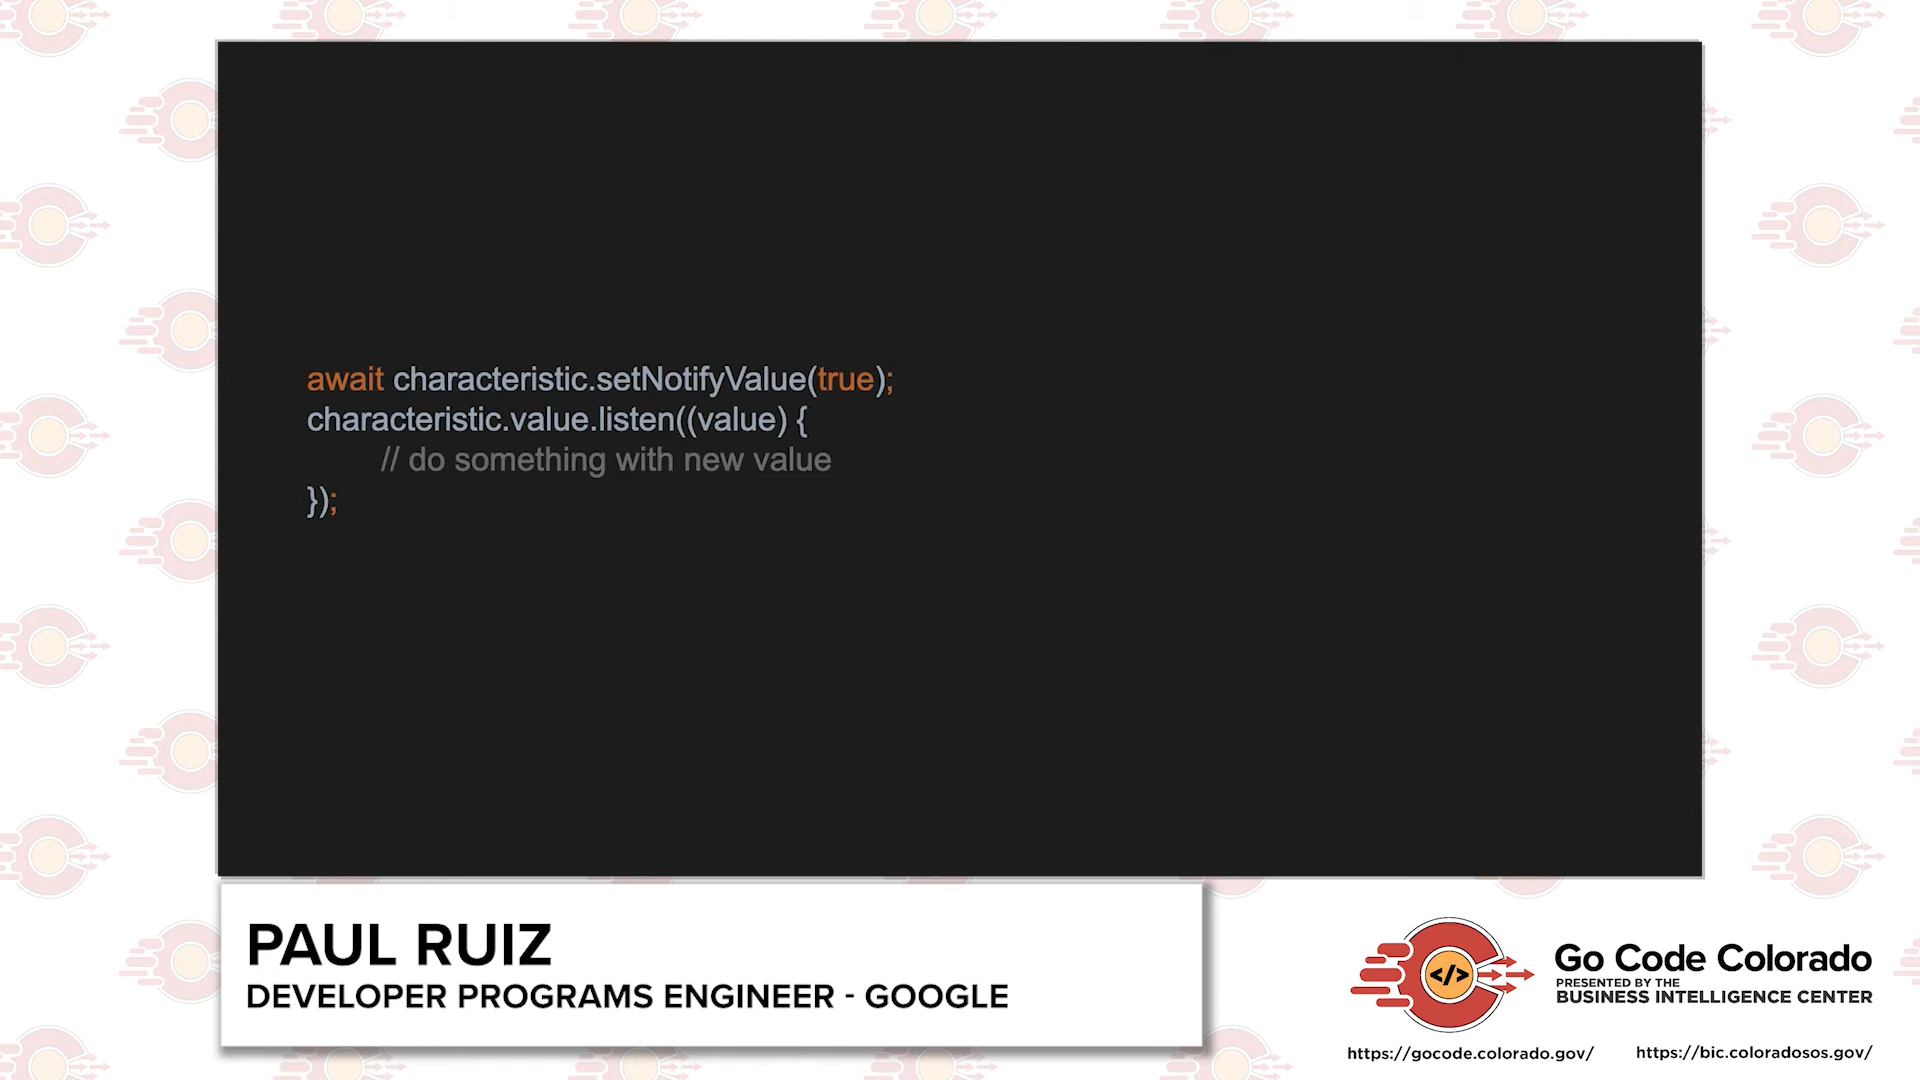 await characteristic.setNotifyValue(true);
characteristic.value.listen((value) {
// do something with new value
});
PAUL RUIZ
DEVELOPER PROGRAMS ENGINEER - GOOGLE
</>
Go Code Colorado
PRESENTED BY THE
BUSINESS INTELLIGENCE CENTER
https://gocode.colorado.gov/
https://bic.coloradosos.gov/